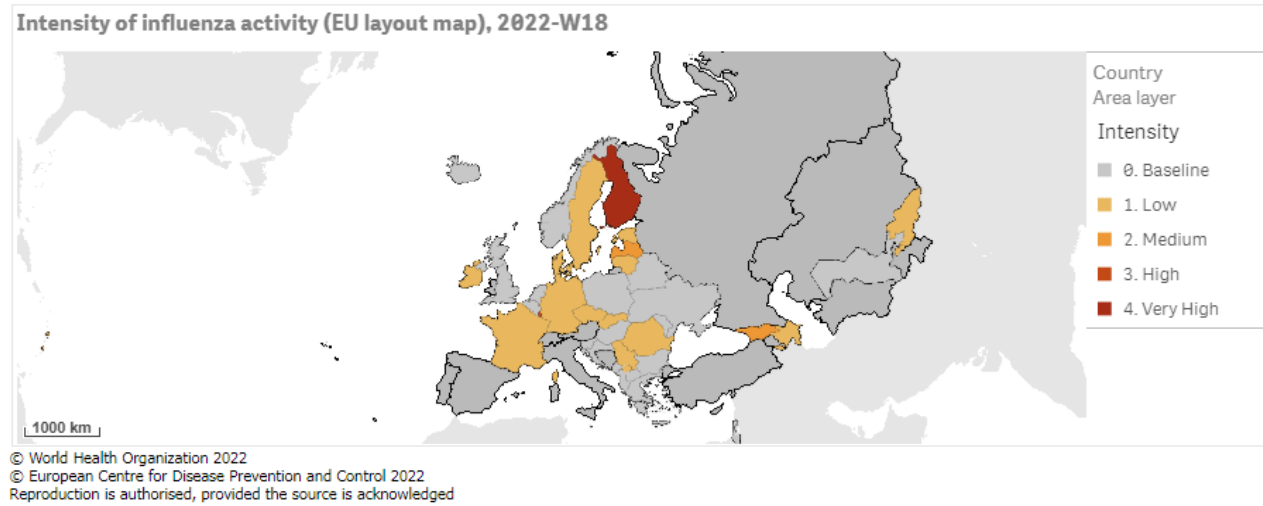 Intensity of influenza activity (EU layout map), 2022-W18
Country
Area layer
Intensity
0. Baseline
1. Low
2. Medium
3. High
4. Very High
1000 km
© World Health Organization 2022
© European Centre for Disease Prevention and Control 2022
Reproduction is authorised, provided the source is acknowledged